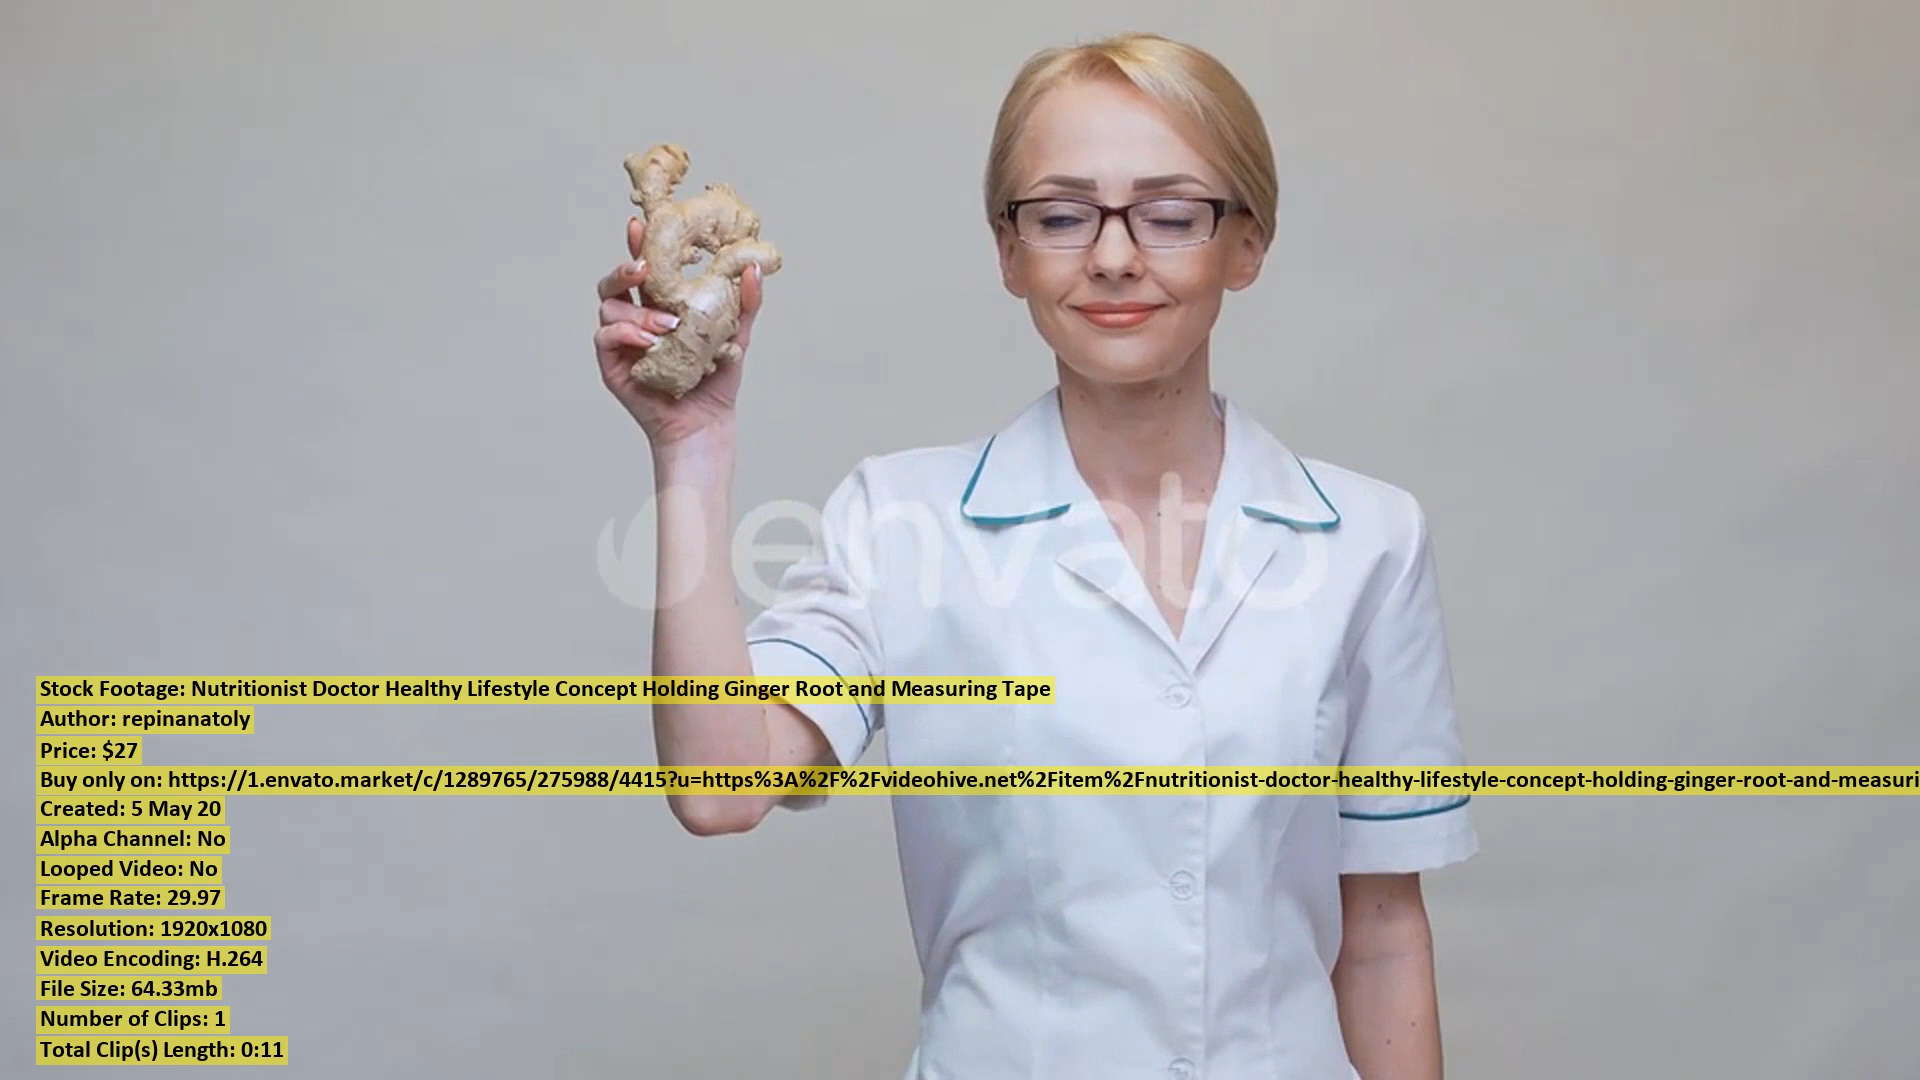 envato
Stock Footage: Nutritionist Doctor Healthy Lifestyle Concept Holding Ginger Root and Measuring Tape
Author: repinanatoly
Price: $27
Buy only on: https://1.envato.market/c/1289765/275988/4415?u=https%3A%2F%2Fvideohive.net%2Fitem%2Fnutritionist-doctor-healthy-lifestyle-concept-holding-ginger-root-and-measuri
Created: 5 May 20
Alpha Channel: No
Looped Video: No
Frame Rate: 29.97
Resolution: 1920x1080
Video Encoding: H.264
File Size: 64.33mb
Number of Clips: 1
Total Clip(s) Length: 0:11